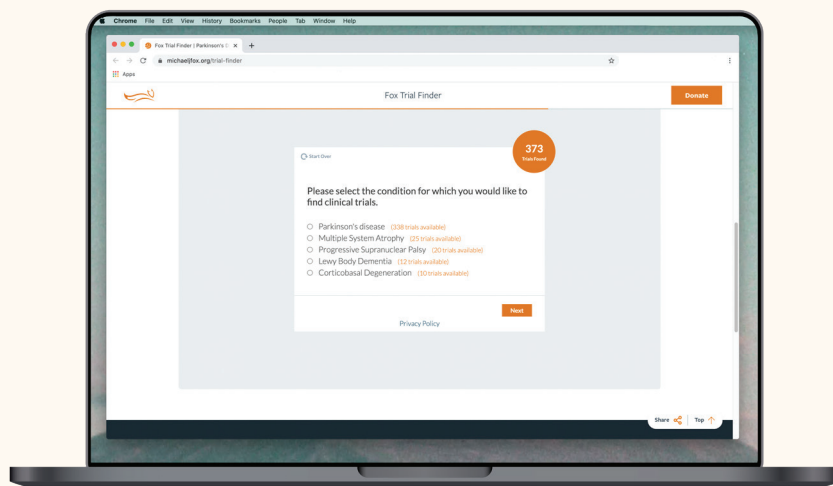 Chrome File Edit View History Bookmarks People Tab Window Help
Fox Trial Finder | Parkinson's
michaeljfox.org/trial-finder
Apps
Fox Trial Finder
Donate
373
Trials Found
Start Over
Please select the condition for which you would like to
find clinical trials.
Parkinson's disease (338 trials available)
Multiple System Atrophy (25 trials available)
Progressive Supranuclear Palsy (20 trials available)
Lewy Body Dementia (12 trials available)
Corticobasal Degeneration (10 trials available)
Next
Privacy Policy
Share
Top